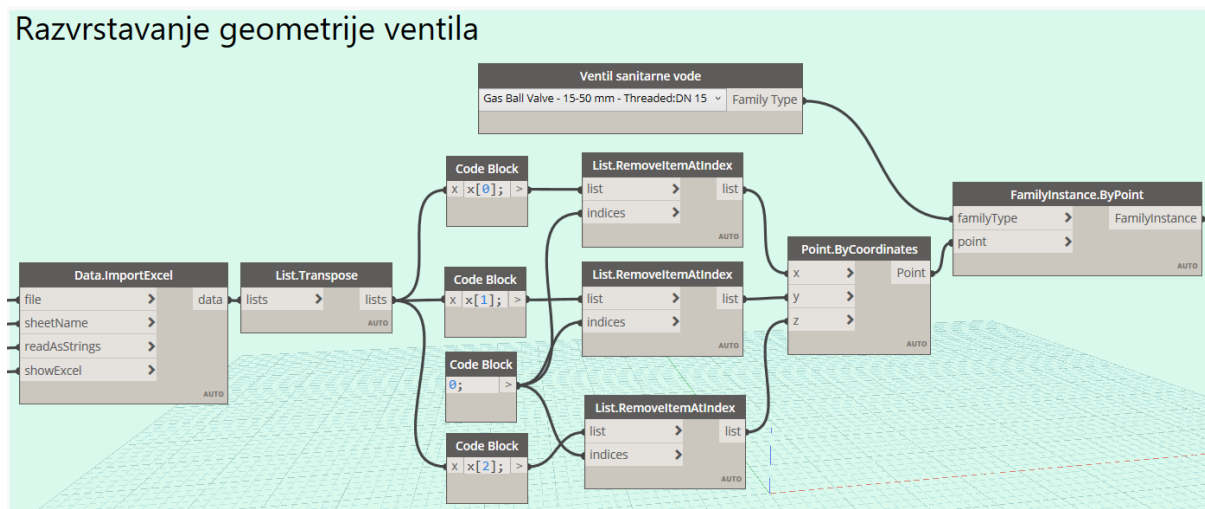 Razvrstavanje geometrije ventila
Ventil sanitarne vode
Gas Ball Valve - 15-50 mm - Threaded:DN 15
Family Type
Code Block
x x[0]; >
List.RemoveItemAtIndex
list > list
indices >
AUTO
FamilyInstance.ByPoint
familyType > FamilyInstance
point >
AUTO
Point.ByCoordinates
x > Point
y >
z >
AUTO
Data.ImportExcel
file > data
sheetName >
readAsStrings >
showExcel >
AUTO
List.Transpose
lists > lists
AUTO
Code Block
x x[1]; >
List.RemoveItemAtIndex
list > list
indices >
AUTO
Code Block
0; >
Code Block
x x[2]; >
List.RemoveItemAtIndex
list > list
indices >
AUTO